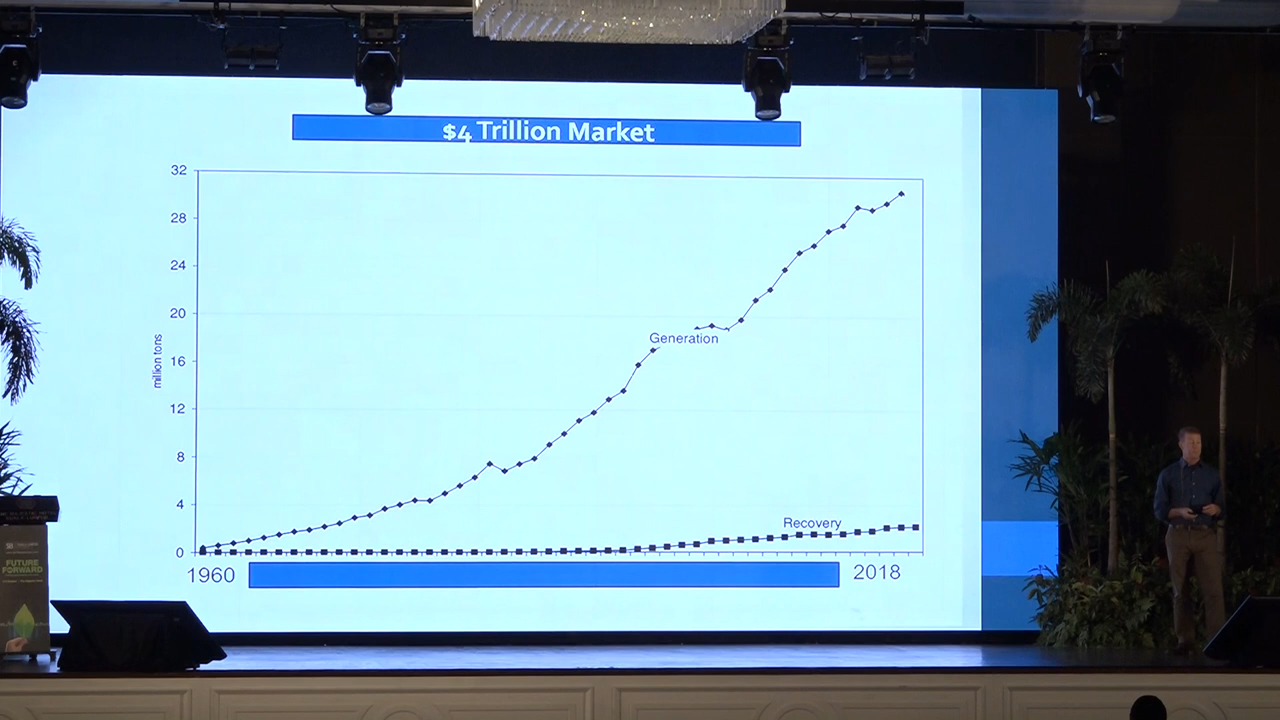 $4 Trillion Market
32
28
24
20
16
12
8
4
0
million tons
Generation
Recovery
1960
2018
FUTURE
FORWARD